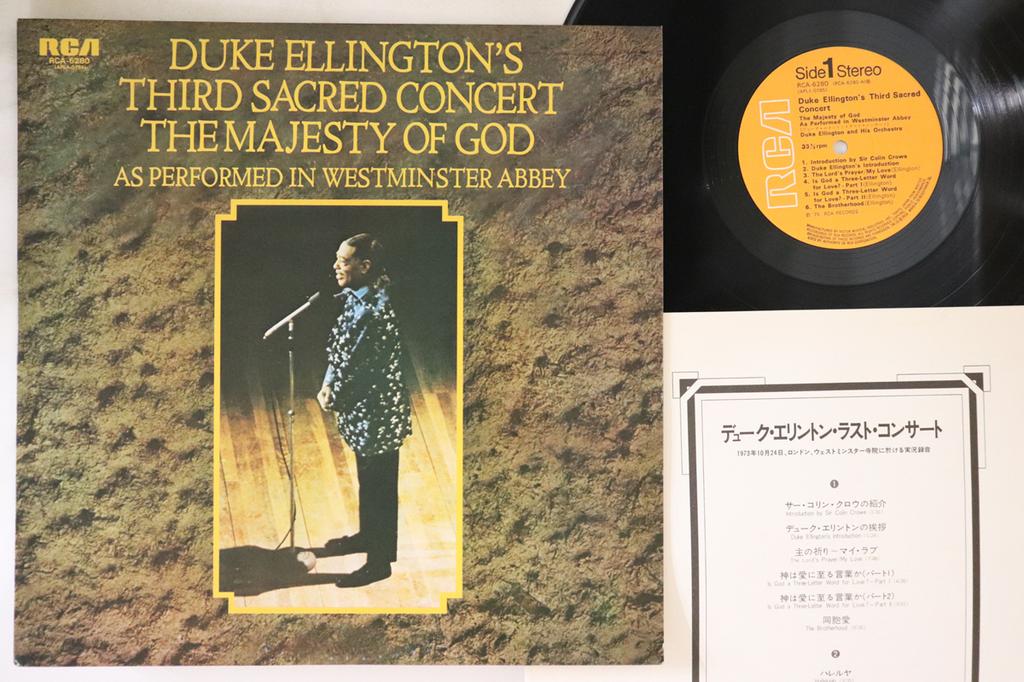 RCA
RCA-6280
DUKE ELLINGTON'S
THIRD SACRED CONCERT
THE MAJESTY OF GOD
AS PERFORMED IN WESTMINSTER ABBEY
Side 1 Stereo
RCA-6280
Duke Ellington's Third Sacred
Concert
The Majesty of God
As Performed in Westminster Abbey
Duke Ellington and His Orchestra
33⅓ rpm
1. Introduction by Sir Colin Crowe
2. Duke Ellington's Introduction
3. The Lord's Prayer: My Love (Ellington)
4. Is God a Three-Letter Word
for Love? - Part I (Ellington)
5. Is God a Three-Letter Word
for Love? - Part II (Ellington)
6. The Brotherhood (Ellington)
RCA RECORDS
RCA
デューク・エリントン・ラスト・コンサート
1973年10月24日、ロンドン、ウェストミンスター寺院に於ける実況録音
1
サー・コリン・クロウの紹介
Introduction by Sir Colin Crowe
デューク・エリントンの挨拶
Duke Ellington's Introduction
主の祈り〜マイ・ラブ
The Lord's Prayer: My Love
神は愛に至る言葉か(パート1)
Is God a Three-Letter Word for Love? - Part I
神は愛に至る言葉か(パート2)
Is God a Three-Letter Word for Love? - Part II
同胞愛
The Brotherhood
2
ハレルヤ